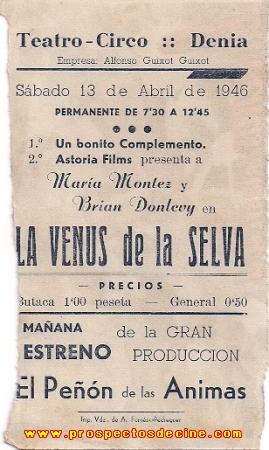 Teatro-Circo :: Denia
Empresa: Alfonso Guixot Guixot
Sábado 13 de Abril de 1946
PERMANENTE DE 7'30 A 12'45
1.º Un bonito Complemento.
2.º Astoria Films presenta a
María Montez y
Brian Donlevy en
LA VENUS de la SELVA
— PRECIOS —
Butaca 1'00 peseta — General 0'50
MAÑANA de la GRAN
ESTRENO PRODUCCION
El Peñón de las Animas
Imp. Vda. de A.
www.prospectosdecine.com